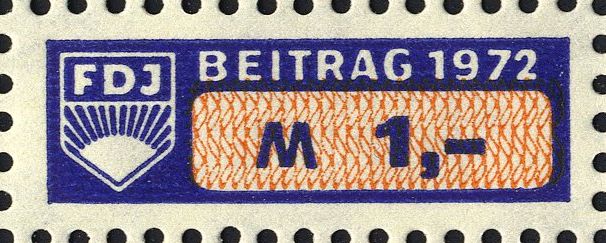 FDJ
BEITRAG 1972
M 1,–